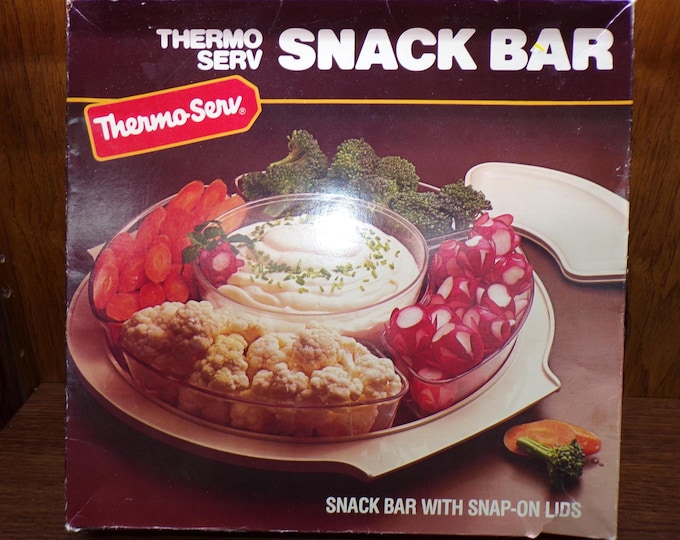 THERMO
SERV
SNACK BAR
Thermo-Serv®
SNACK BAR WITH SNAP-ON LIDS